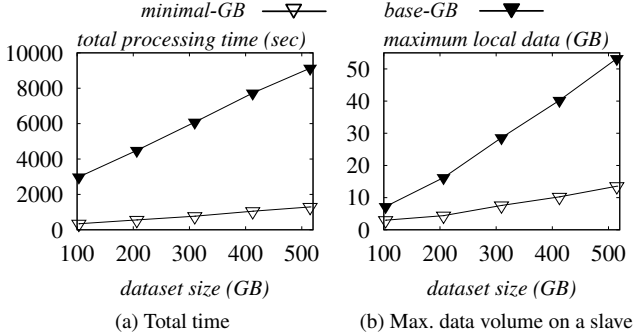 minimal-GB base-GB
total processing time (sec) maximum local data (GB)
10000
8000
6000
4000
2000
0
100 200 300 400 500
dataset size (GB)
(a) Total time
50
40
30
20
10
0
100 200 300 400 500
dataset size (GB)
(b) Max. data volume on a slave